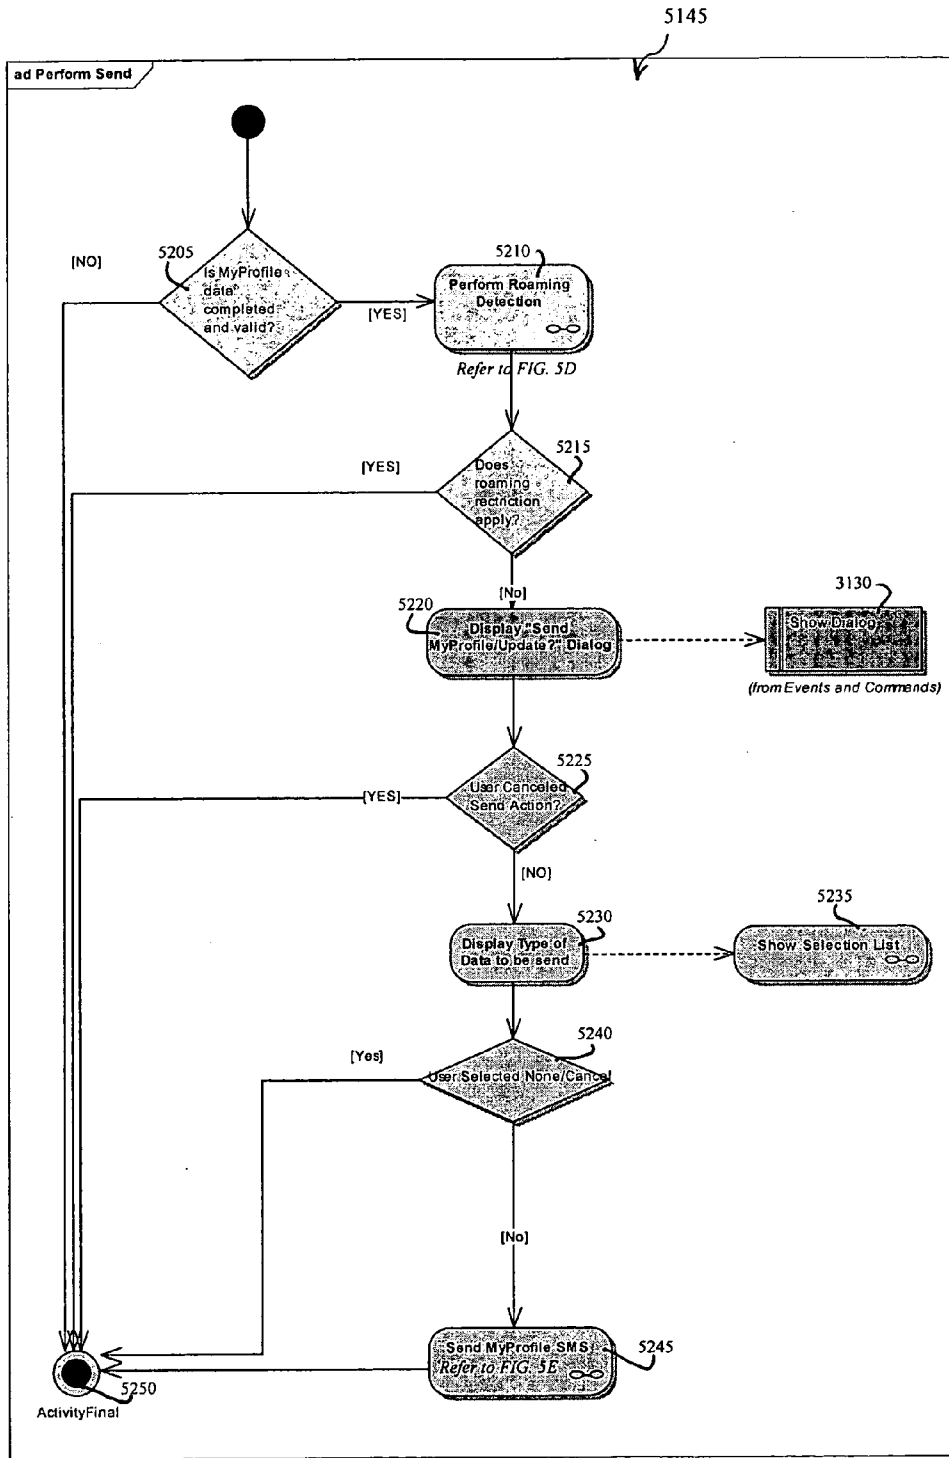 5145
ad Perform Send
[NO]
5205
Is MyProfile
data
completed
and valid?
[YES]
5210
Perform Roaming
Detection
Refer to FIG. 5D
[YES]
5215
Does
roaming
rectriction
apply?
[No]
5220
Display "Send
MyProfile/Update?" Dialog
3130
Show Dialog
(from Events and Commands)
[YES]
5225
User Canceled
Send Action?
[NO]
5230
Display Type of
Data to be send
5235
Show Selection List
[Yes]
5240
User Selected None/Cancel
[No]
5245
Send MyProfile SMS
Refer to FIG. 5E
5250
ActivityFinal